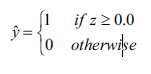 ŷ = { 1 if z ≥ 0.0
0 otherwise